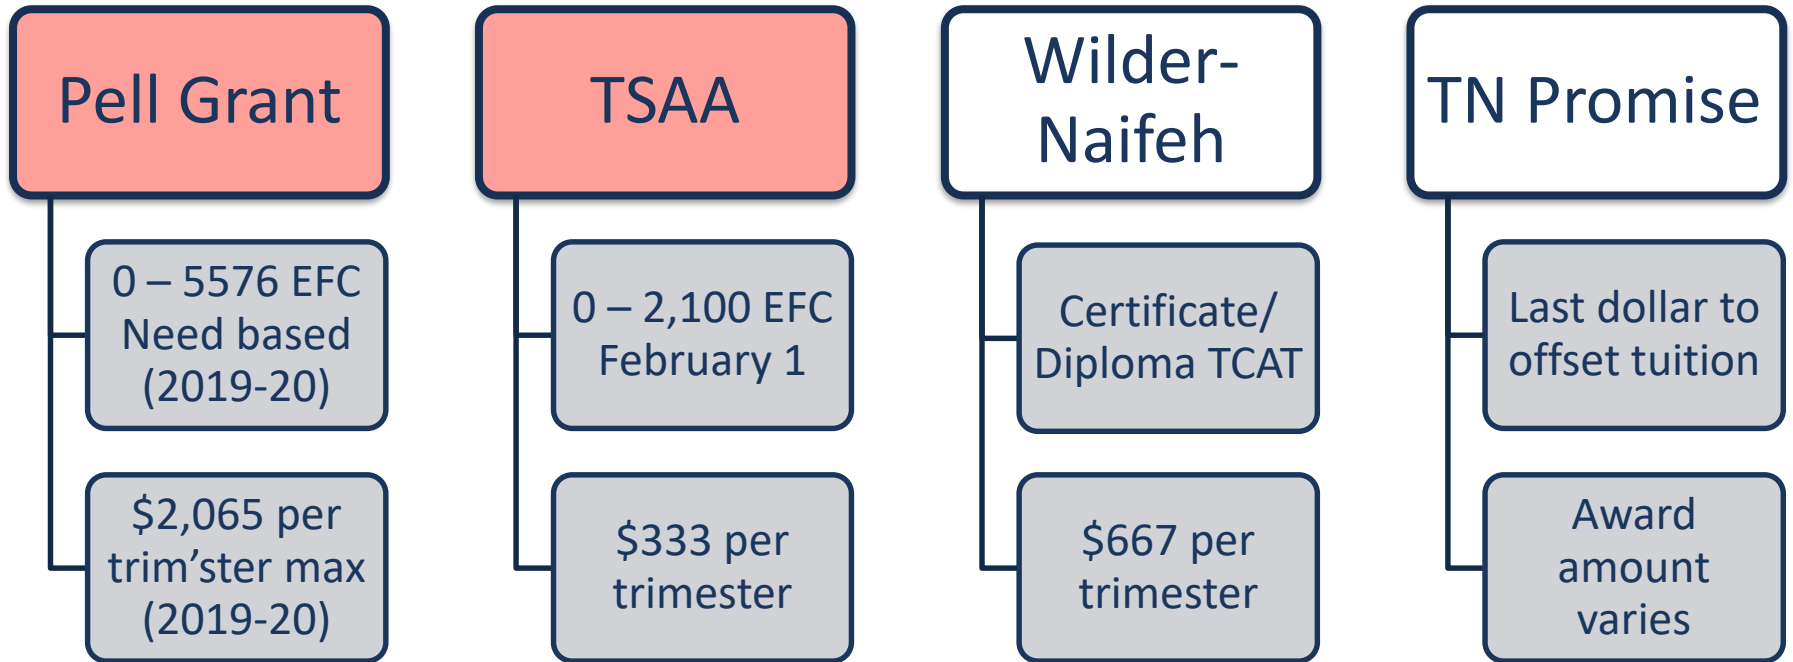 Pell Grant
0 – 5576 EFC
Need based
(2019-20)
$2,065 per
trim’ster max
(2019-20)
TSAA
0 – 2,100 EFC
February 1
$333 per
trimester
Wilder-
Naifeh
Certificate/
Diploma TCAT
$667 per
trimester
TN Promise
Last dollar to
offset tuition
Award
amount
varies